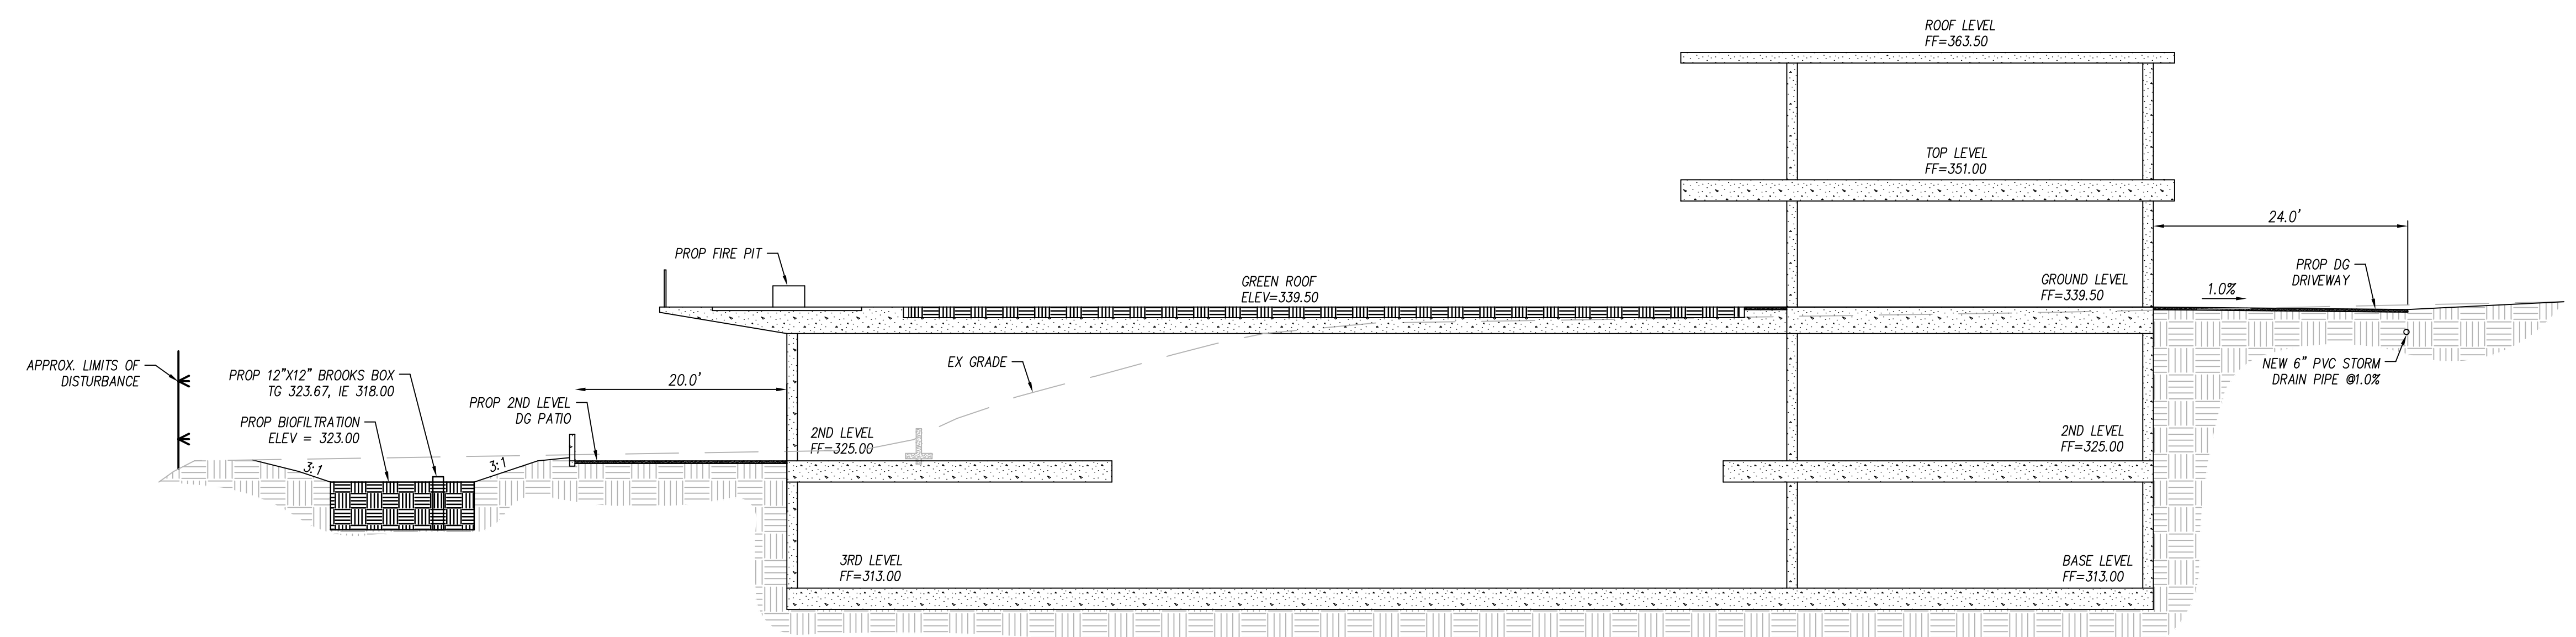 ROOF LEVEL
FF=363.50
TOP LEVEL
FF=351.00
24.0'
PROP FIRE PIT
GREEN ROOF
ELEV=339.50
GROUND LEVEL
FF=339.50
1.0%
PROP DG
DRIVEWAY
APPROX. LIMITS OF
DISTURBANCE
PROP 12"X12" BROOKS BOX
TG 323.67, IE 318.00
PROP BIOFILTRATION
ELEV = 323.00
3:1
3:1
PROP 2ND LEVEL
DG PATIO
20.0'
EX GRADE
NEW 6" PVC STORM
DRAIN PIPE @1.0%
2ND LEVEL
FF=325.00
2ND LEVEL
FF=325.00
3RD LEVEL
FF=313.00
BASE LEVEL
FF=313.00